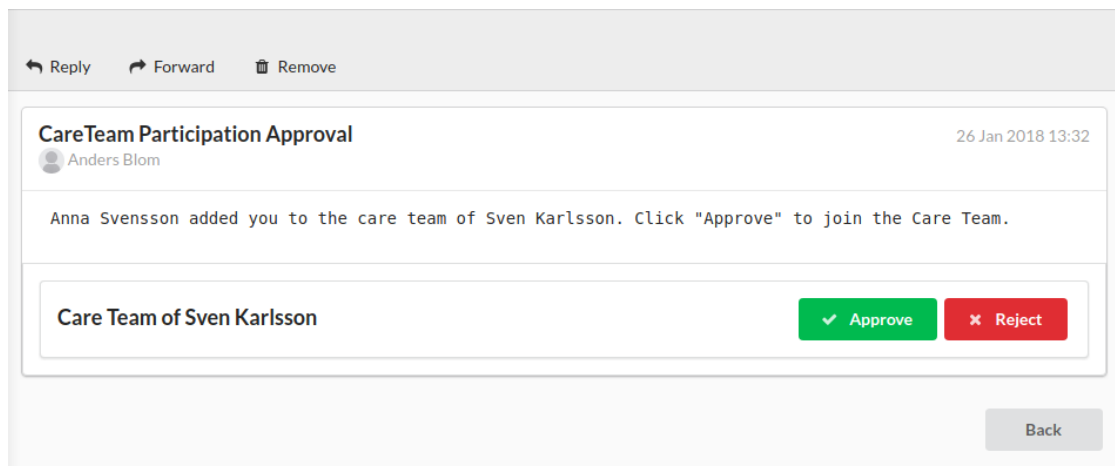 Reply Forward Remove
CareTeam Participation Approval 26 Jan 2018 13:32
Anders Blom
Anna Svensson added you to the care team of Sven Karlsson. Click "Approve" to join the Care Team.
Care Team of Sven Karlsson Approve Reject
Back